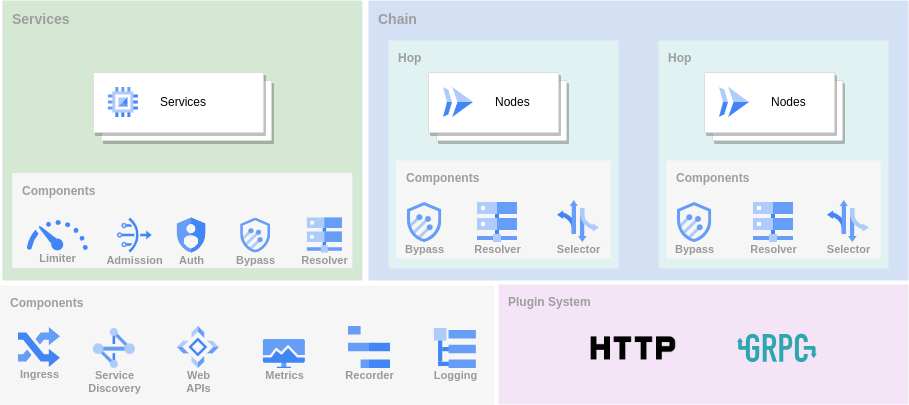 Services
Services
Components
Limiter
Admission
Auth
Bypass
Resolver
Chain
Hop
Nodes
Components
Bypass
Resolver
Selector
Hop
Nodes
Components
Bypass
Resolver
Selector
Components
Ingress
Service
Discovery
Web
APIs
Metrics
Recorder
Logging
Plugin System
HTTP
GRPC